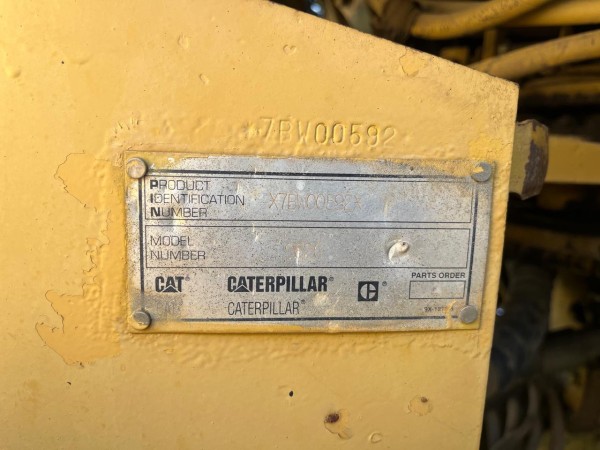 7BW00592
PRODUCT
IDENTIFICATION
NUMBER
MODEL
NUMBER
CAT CATERPILLAR® C
PARTS ORDER
CATERPILLAR®